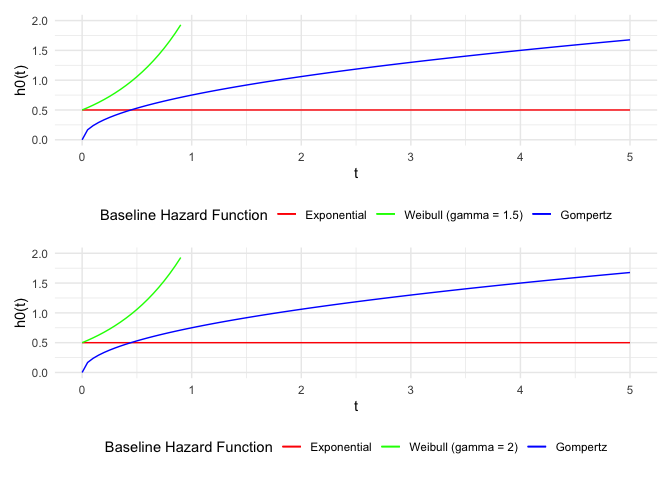 h0(t)
2.0
1.5
1.0
0.5
0.0
0 1 2 3 4 5
t
Baseline Hazard Function Exponential Weibull (gamma = 1.5) Gompertz
h0(t)
2.0
1.5
1.0
0.5
0.0
0 1 2 3 4 5
t
Baseline Hazard Function Exponential Weibull (gamma = 2) Gompertz